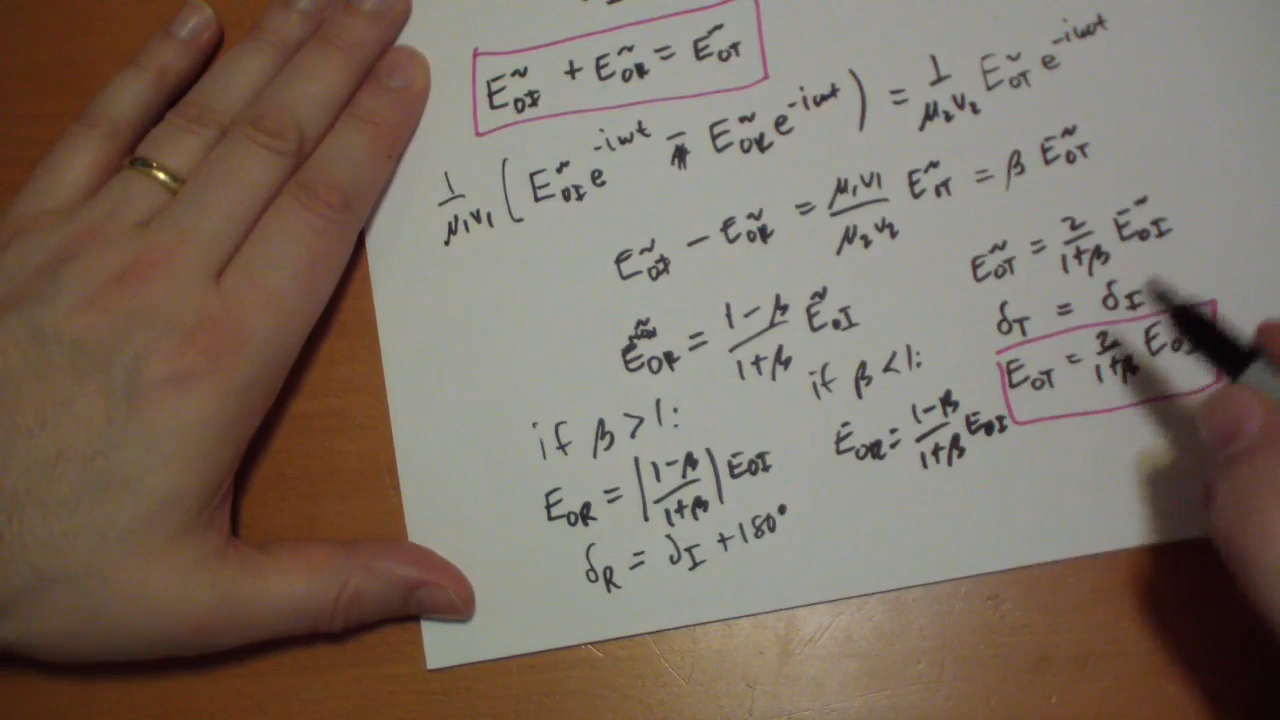 Ẽ₀I + Ẽ₀R = Ẽ₀T
1/μ₁v₁ (Ẽ₀I e^-iωt - Ẽ₀R e^-iωt) = 1/μ₂v₂ Ẽ₀T e^-iωt
Ẽ₀I - Ẽ₀R = μ₁v₁/μ₂v₂ Ẽ₀T = β Ẽ₀T
Ẽ₀R = 1-β/1+β Ẽ₀I
if β > 1:
E₀R = |1-β/1+β| E₀I
δR = δI + 180°
if β < 1:
E₀R = 1-β/1+β E₀I
Ẽ₀T = 2/1+β Ẽ₀I
δT = δI
E₀T = 2/1+β E₀I